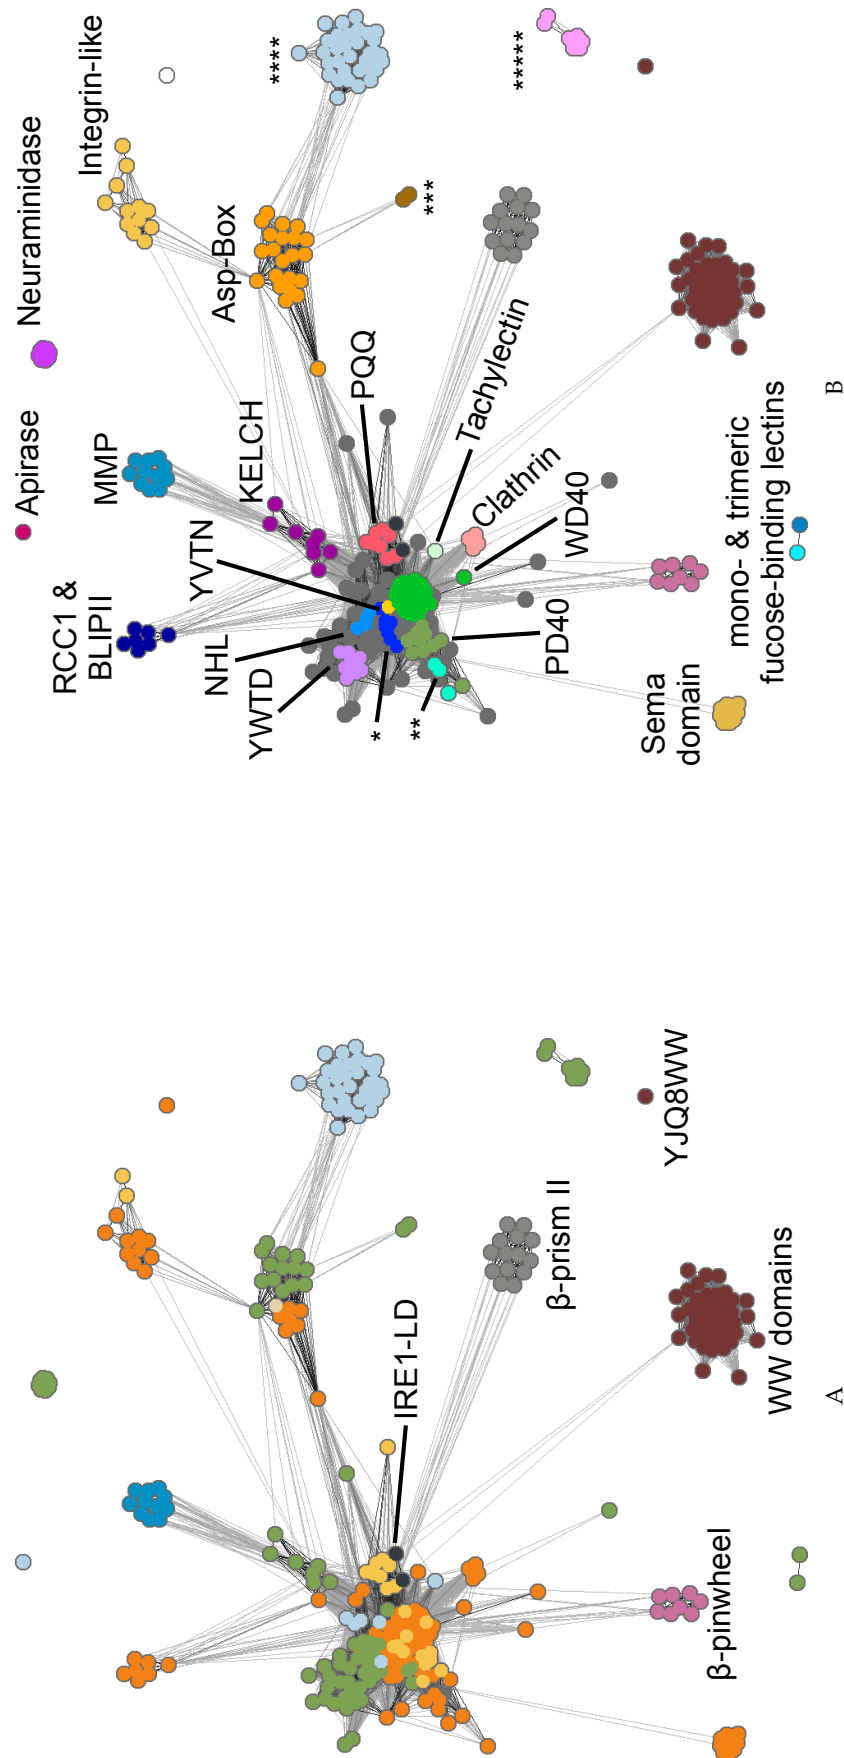 IRE1-LD
β-prism II
YJQ8WW
β-pinwheel
WW domains
A
Apirase
Neuraminidase
RCC1 &
BLIPII
MMP
Integrin-like
KELCH
Asp-Box
****
YVTN
NHL
YWTD
PQQ
***
*
**
Tachylectin
*****
Clathrin
WD40
PD40
Sema
domain
mono- & trimeric
fucose-binding lectins
B